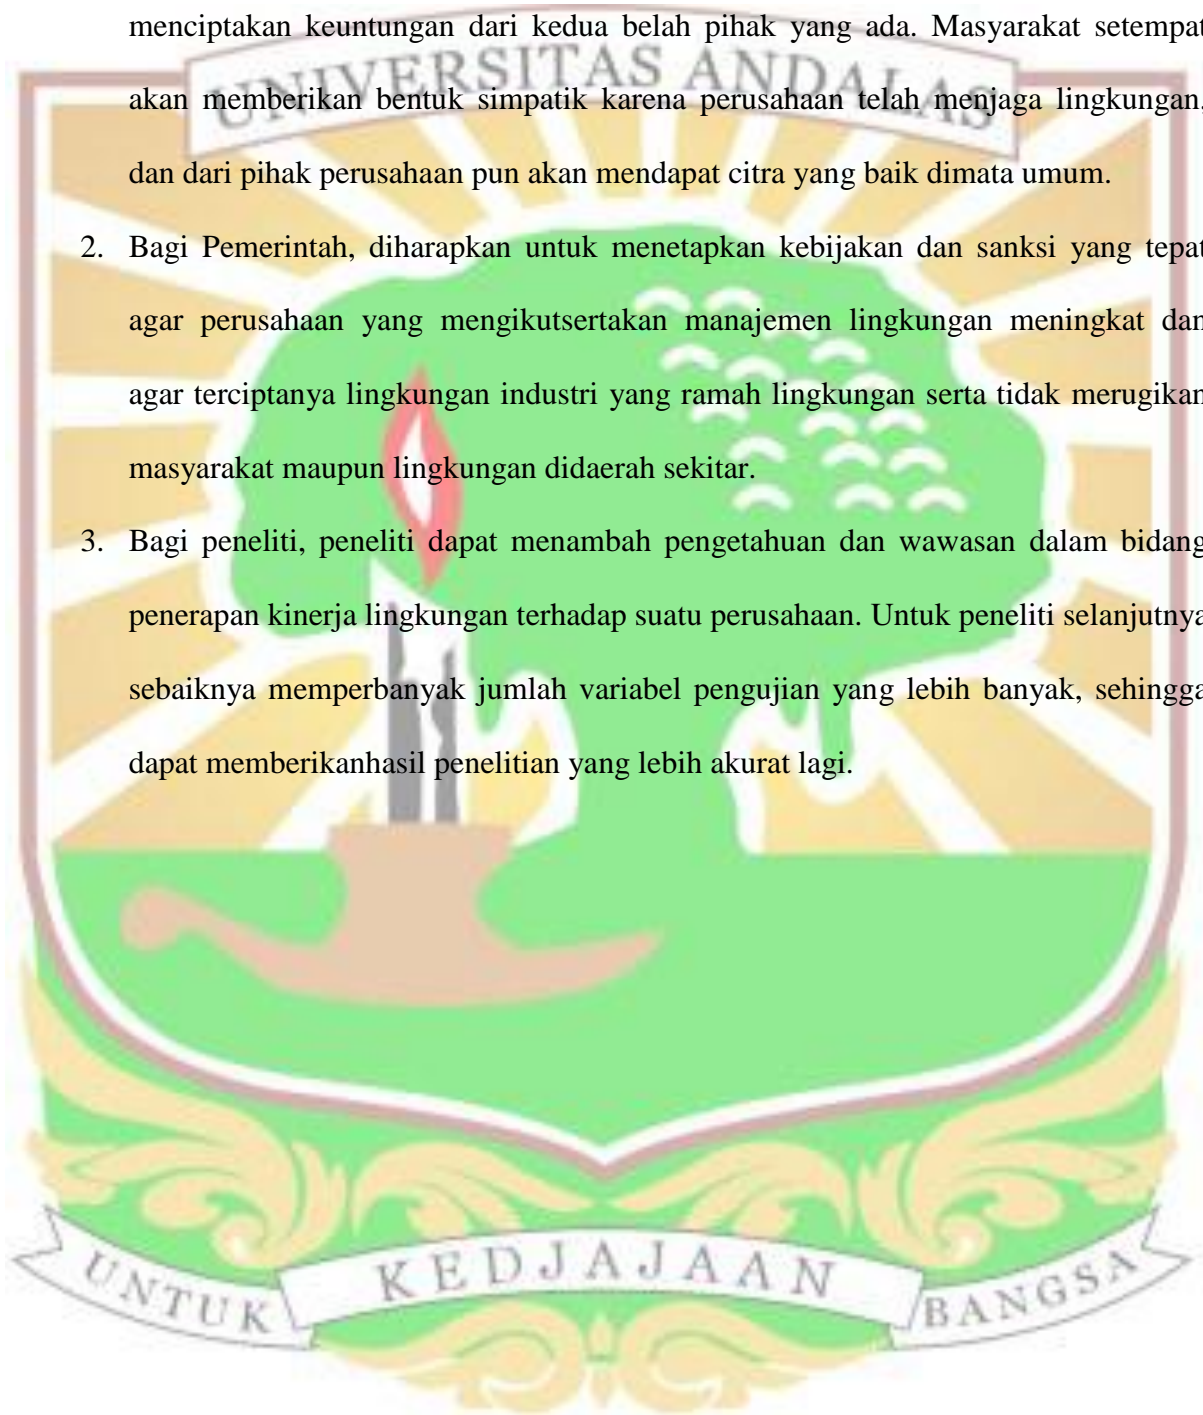 menciptakan keuntungan dari kedua belah pihak yang ada. Masyarakat setempat
UNIVERSITAS ANDALAS
akan memberikan bentuk simpatik karena perusahaan telah menjaga lingkungan,
dan dari pihak perusahaan pun akan mendapat citra yang baik dimata umum.
2. Bagi Pemerintah, diharapkan untuk menetapkan kebijakan dan sanksi yang tepat
agar perusahaan yang mengikutsertakan manajemen lingkungan meningkat dan
agar terciptanya lingkungan industri yang ramah lingkungan serta tidak merugikan
masyarakat maupun lingkungan didaerah sekitar.
3. Bagi peneliti, peneliti dapat menambah pengetahuan dan wawasan dalam bidang
penerapan kinerja lingkungan terhadap suatu perusahaan. Untuk peneliti selanjutnya
sebaiknya memperbanyak jumlah variabel pengujian yang lebih banyak, sehingga
dapat memberikanhasil penelitian yang lebih akurat lagi.
UNTUK KEDJAJAAN BANGSA